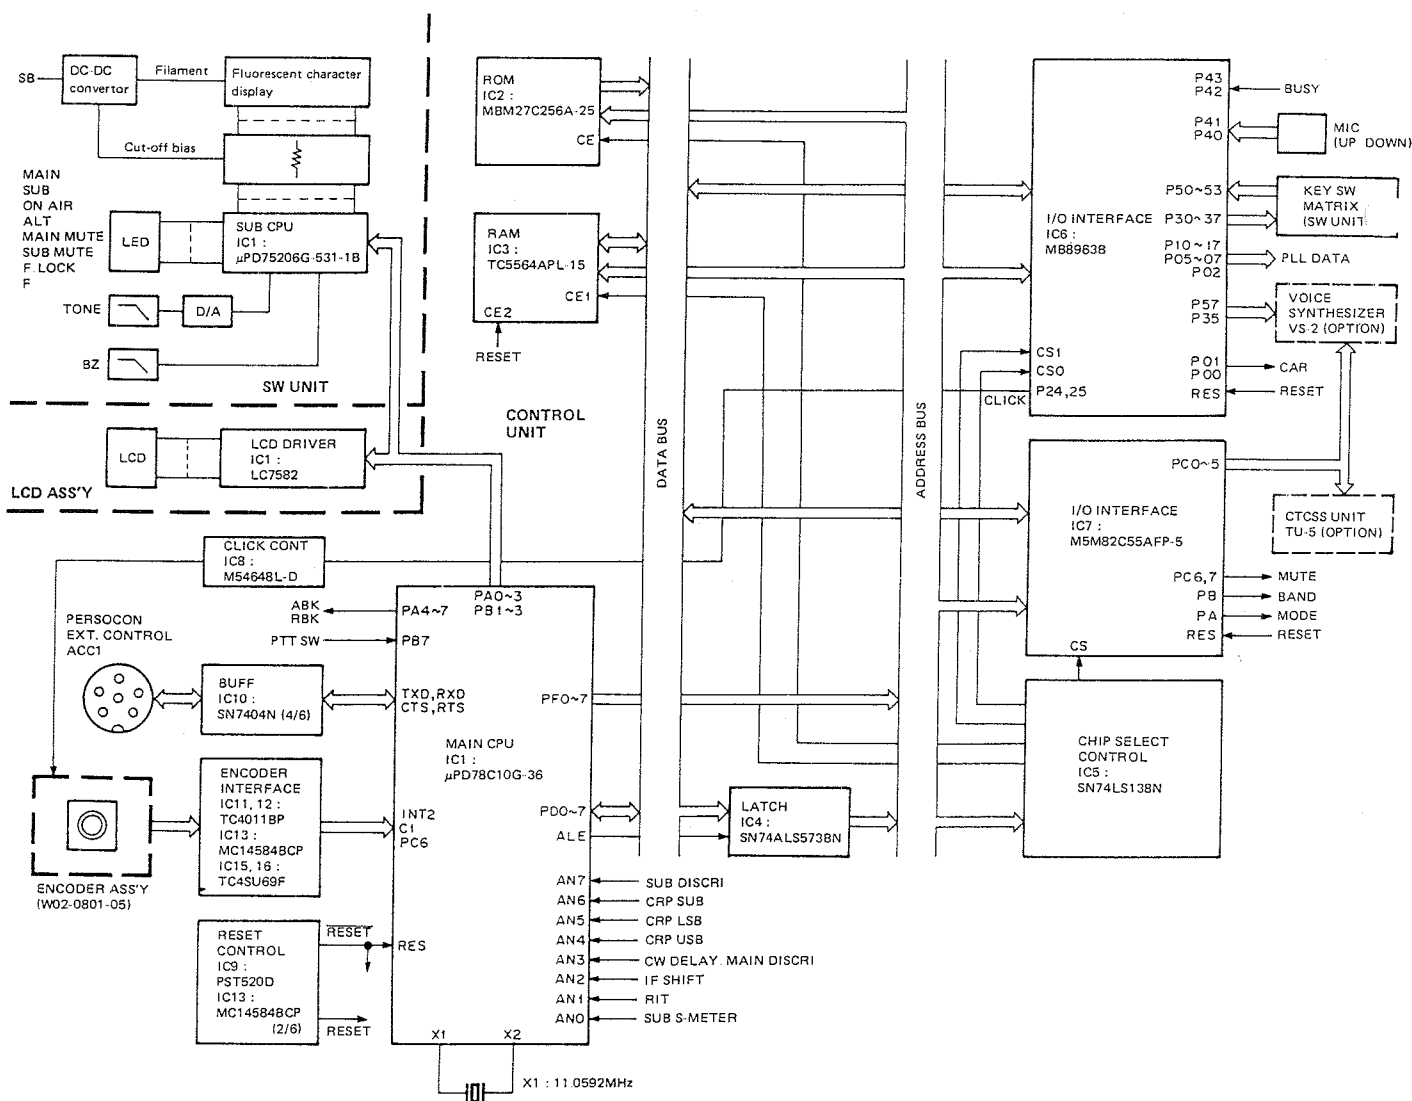 SB
DC-DC
convertor
Filament
Fluorescent character
display
Cut-off bias
MAIN
SUB
ON AIR
ALT
MAIN MUTE
SUB MUTE
F.LOCK
F
LED
SUB CPU
IC1 :
μPD75206G-531-1B
TONE
D/A
BZ
SW UNIT
LCD
LCD DRIVER
IC1 :
LC7582
LCD ASS'Y
CONTROL
UNIT
ROM
IC2 :
MBM27C256A-25
CE
RAM
IC3 :
TC5564APL-15
CE1
CE2
RESET
DATA BUS
ADDRESS BUS
I/O INTERFACE
IC6 :
MB89638
P43
P42
BUSY
P41
P40
MIC
(UP DOWN)
P50~53
P30~37
KEY SW
MATRIX
(SW UNIT
P10~17
P05~07
P02
PLL DATA
P57
P35
VOICE
SYNTHESIZER
VS-2 (OPTION)
P01
P00
CAR
RES
RESET
CS1
CS0
P24,25
CLICK
I/O INTERFACE
IC7 :
M5M82C55AFP-5
PC0~5
CTCSS UNIT
TU-5 (OPTION)
PC6,7
MUTE
PB
BAND
PA
MODE
RES
RESET
CS
CHIP SELECT
CONTROL
IC5 :
SN74LS138N
CLICK CONT
IC8 :
M54648L-D
PERSOCON
EXT. CONTROL
ACC1
BUFF
IC10 :
SN7404N (4/6)
ENCODER
INTERFACE
IC11, 12 :
TC4011BP
IC13 :
MC14584BCP
IC15, 16 :
TC4SU69F
ENCODER ASS'Y
(W02-0801-05)
RESET
CONTROL
IC9 :
PST520D
IC13 :
MC14584BCP
(2/6)
RESET
RESET
ABK
RBK
PTT SW
PA0~3
PB1~3
PA4~7
PB7
TXD,RXD
CTS,RTS
PF0~7
MAIN CPU
IC1 :
μPD78C10G-36
INT2
C1
PC6
PD0~7
ALE
LATCH
IC4 :
SN74ALS573BN
RES
AN7
SUB DISCRI
AN6
CRP SUB
AN5
CRP LSB
AN4
CRP USB
AN3
CW DELAY. MAIN DISCRI
AN2
IF SHIFT
AN1
RIT
AN0
SUB S-METER
X1
X2
X1 : 11.0592MHz